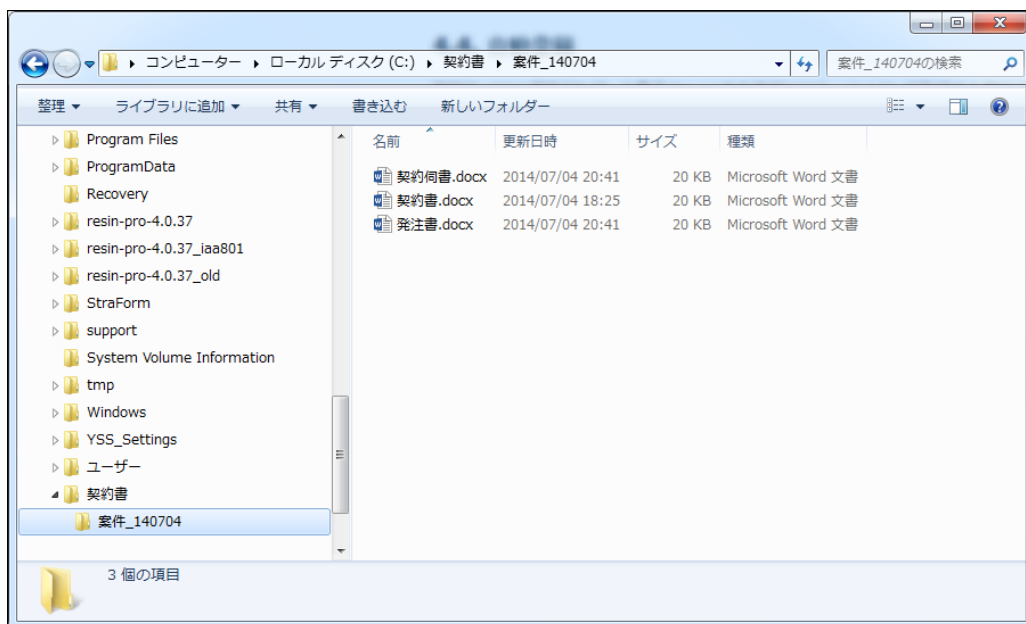 4.4. 自動登録
コンピューター ▸ ローカル ディスク (C:) ▸ 契約書 ▸ 案件_140704
案件_140704の検索
整理 ライブラリに追加 共有 書き込む 新しいフォルダー
Program Files
ProgramData
Recovery
resin-pro-4.0.37
resin-pro-4.0.37_iaa801
resin-pro-4.0.37_old
StraForm
support
System Volume Information
tmp
Windows
YSS_Settings
ユーザー
契約書
案件_140704
名前 更新日時 サイズ 種類
契約伺書.docx 2014/07/04 20:41 20 KB Microsoft Word 文書
契約書.docx 2014/07/04 18:25 20 KB Microsoft Word 文書
発注書.docx 2014/07/04 20:41 20 KB Microsoft Word 文書
3 個の項目